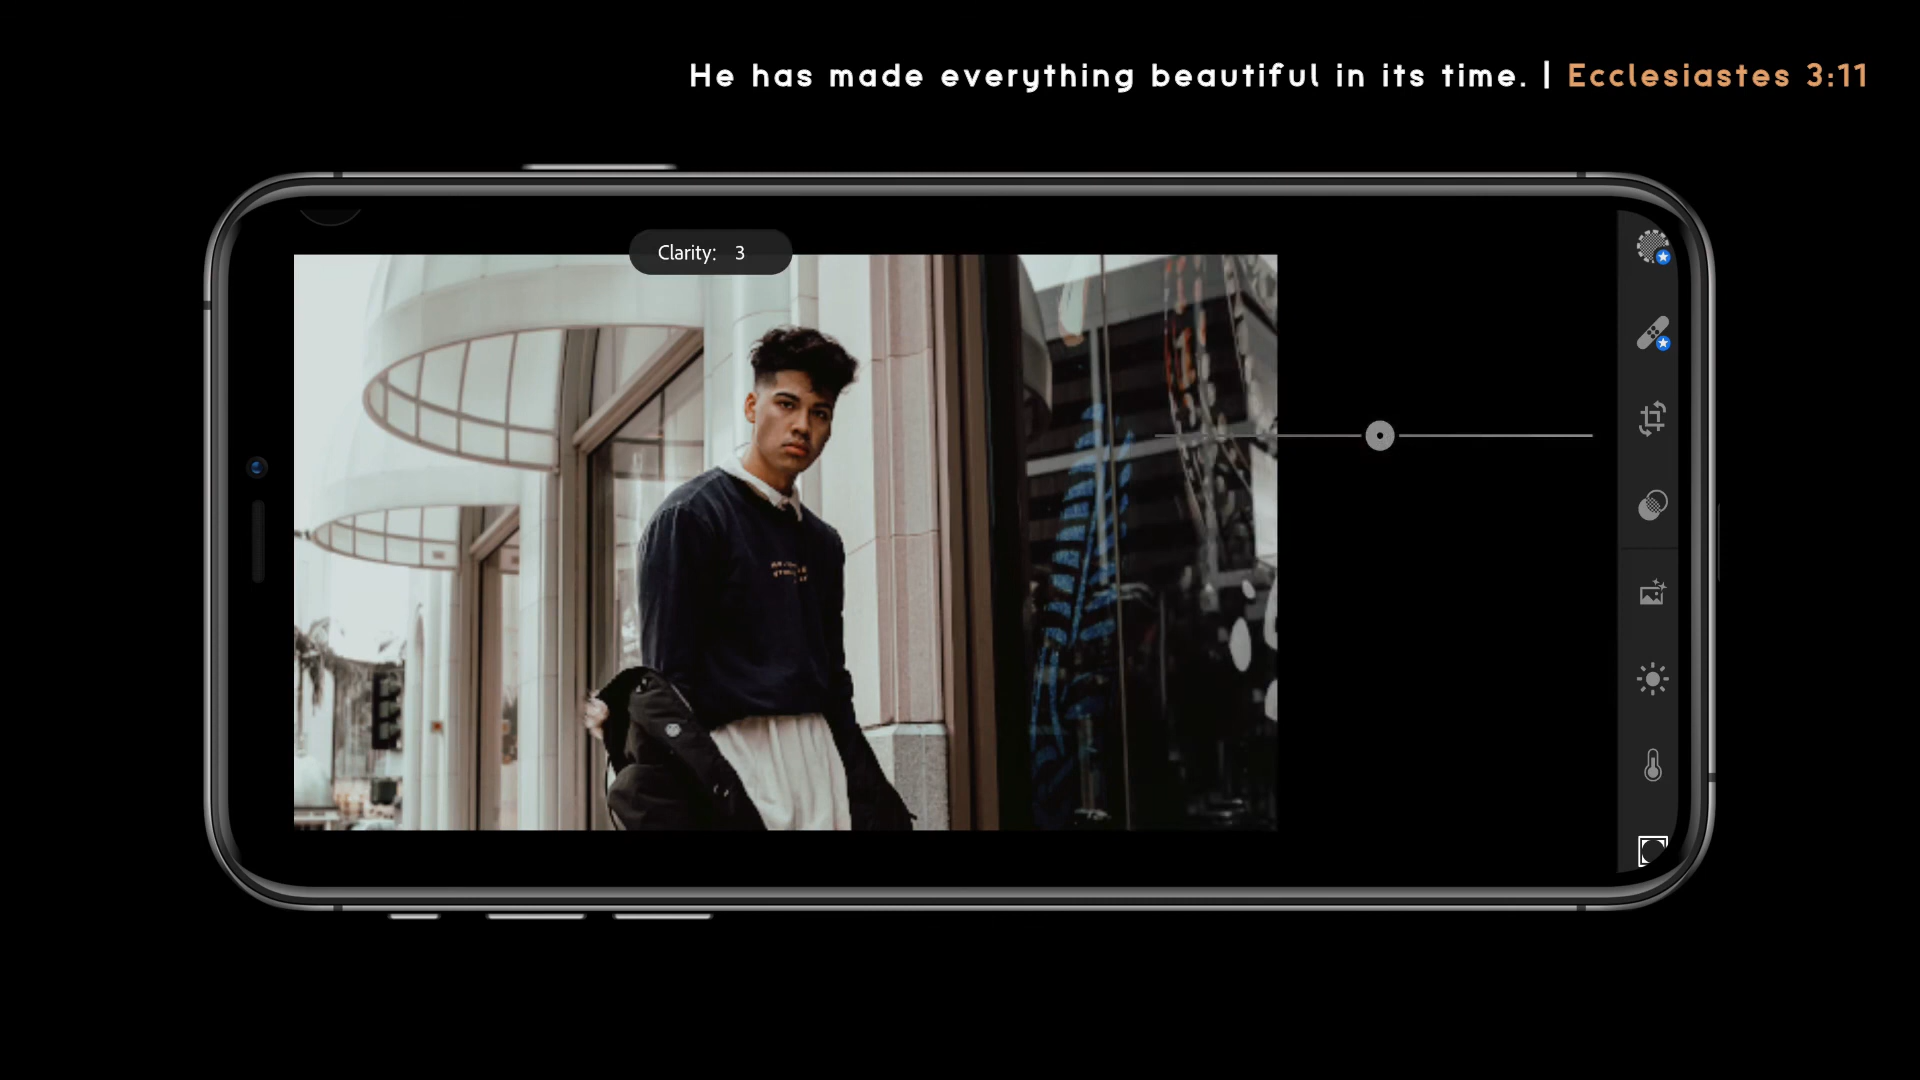 He has made everything beautiful in its time. | Ecclesiastes 3:11
Clarity: 3